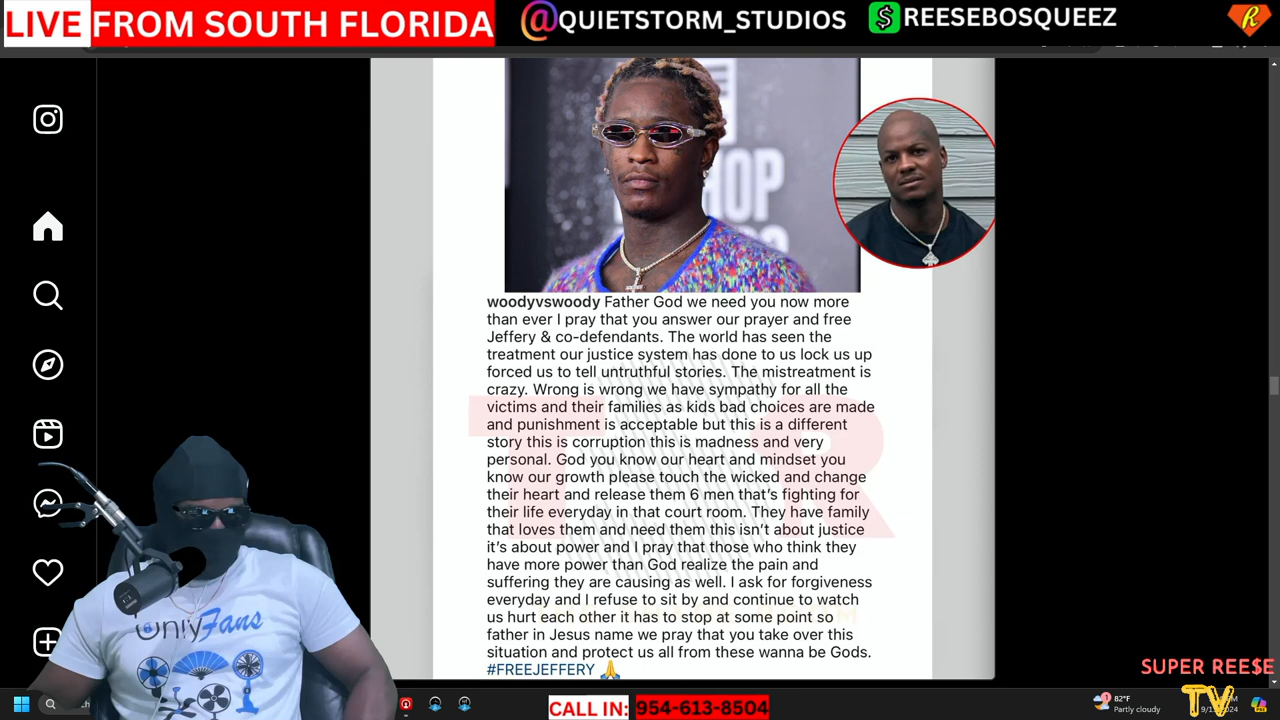 LIVE FROM SOUTH FLORIDA
@QUIETSTORM_STUDIOS
$ REESEBOSQUEEZ
R
HOP
woodyvswoody Father God we need you now more
than ever I pray that you answer our prayer and free
Jeffery & co-defendants. The world has seen the
treatment our justice system has done to us lock us up
forced us to tell untruthful stories. The mistreatment is
crazy. Wrong is wrong we have sympathy for all the
victims and their families as kids bad choices are made
and punishment is acceptable but this is a different
story this is corruption this is madness and very
personal. God you know our heart and mindset you
know our growth please touch the wicked and change
their heart and release them 6 men that's fighting for
their life everyday in that court room. They have family
that loves them and need them this isn't about justice
it's about power and I pray that those who think they
have more power than God realize the pain and
suffering they are causing as well. I ask for forgiveness
everyday and I refuse to sit by and continue to watch
us hurt each other it has to stop at some point so
father in Jesus name we pray that you take over this
situation and protect us all from these wanna be Gods.
#FREEJEFFERY 🙏
OnlyFans
SUPER REE$E
TV
CALL IN: 954-613-8504
82°F
Partly cloudy